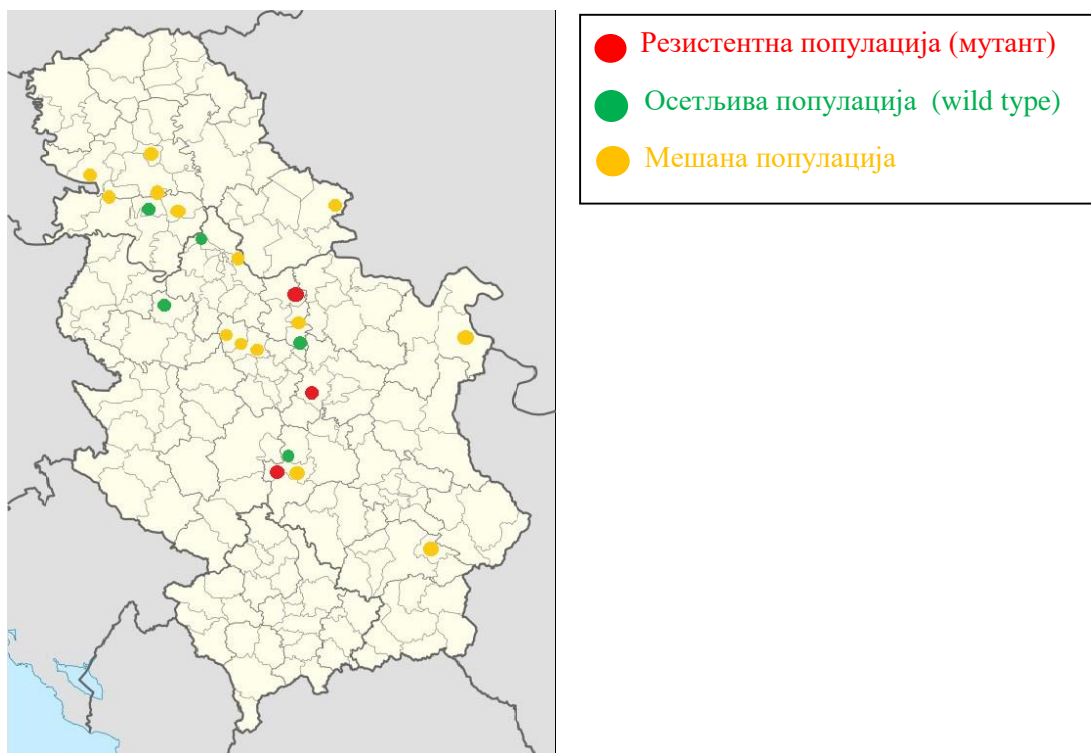 Резистентна популација (мутант)
Осетљива популација (wild type)
Мешана популација